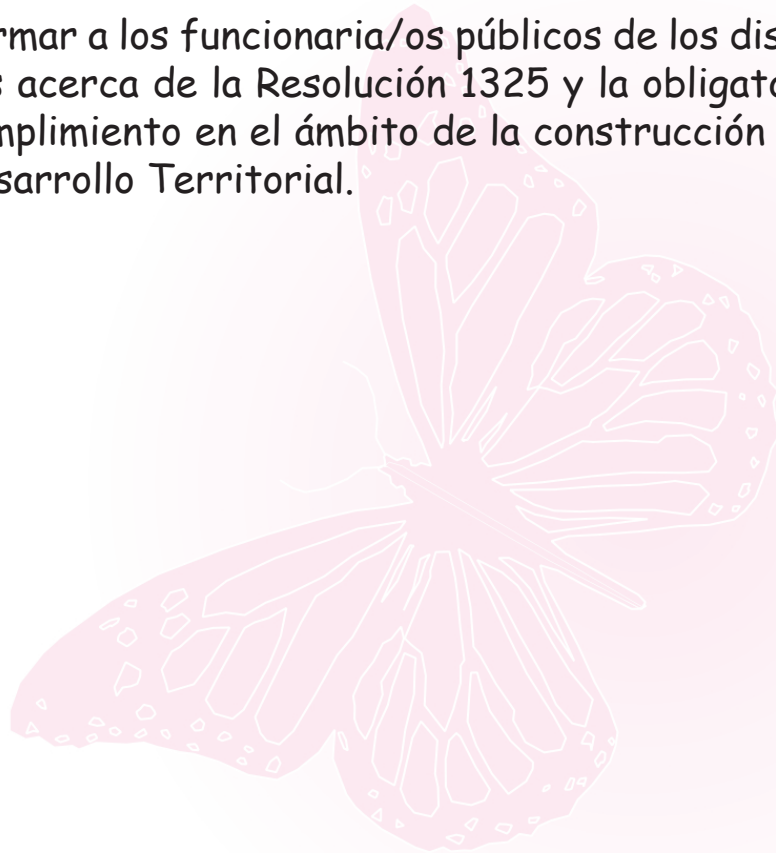 rmar a los funcionaria/os públicos de los dis
s acerca de la Resolución 1325 y la obligato
mplimiento en el ámbito de la construcción
sarrollo Territorial.